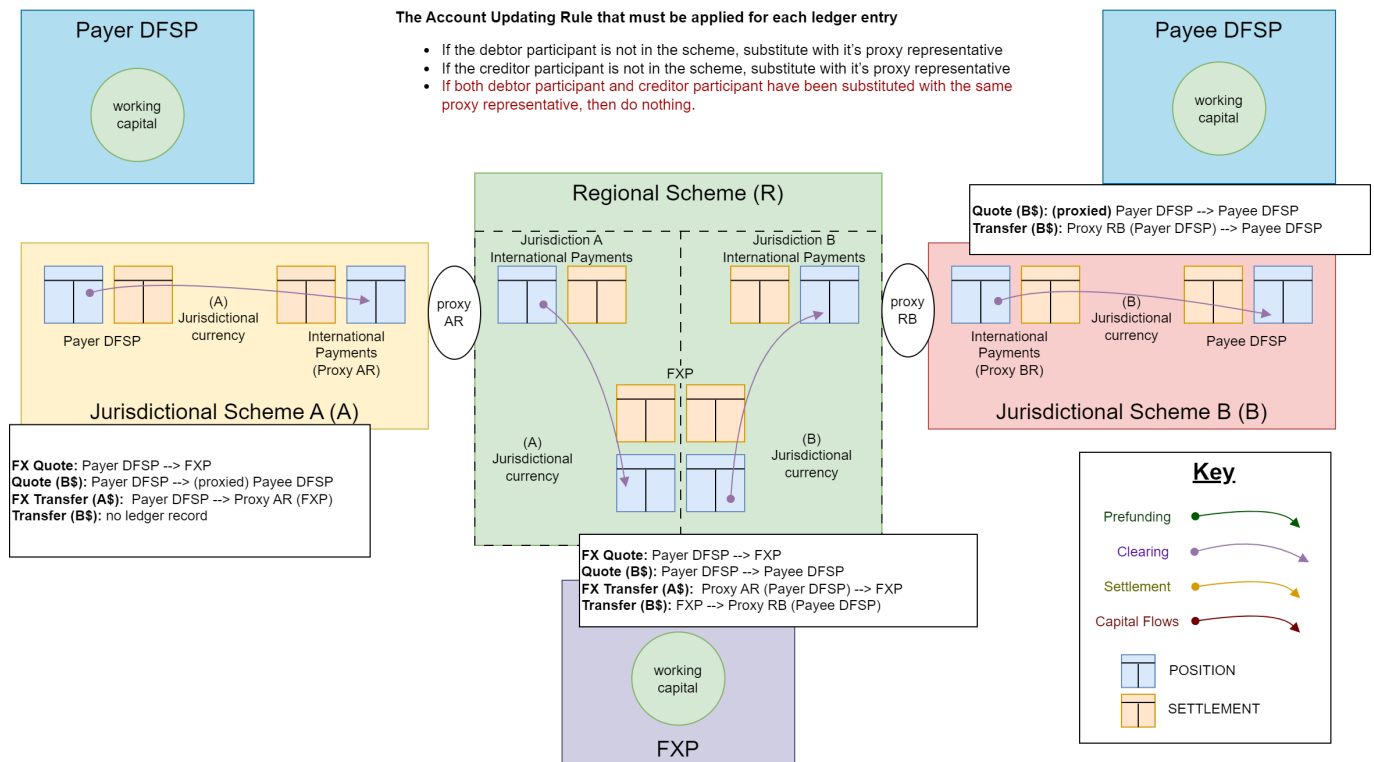 Payer DFSP
working
capital
The Account Updating Rule that must be applied for each ledger entry
If the debtor participant is not in the scheme, substitute with it's proxy representative
If the creditor participant is not in the scheme, substitute with it's proxy representative
If both debtor participant and creditor participant have been substituted with the same
proxy representative, then do nothing.
Payee DFSP
working
capital
Quote (B$): (proxied) Payer DFSP --> Payee DFSP
Transfer (B$): Proxy RB (Payer DFSP) --> Payee DFSP
(A)
Jurisdictional
currency
Payer DFSP
International
Payments
(Proxy AR)
Jurisdictional Scheme A (A)
proxy
AR
Regional Scheme (R)
Jurisdiction A
International Payments
Jurisdiction B
International Payments
FXP
(A)
Jurisdictional
currency
(B)
Jurisdictional
currency
proxy
RB
(B)
Jurisdictional
currency
International
Payments
(Proxy BR)
Payee DFSP
Jurisdictional Scheme B (B)
FX Quote: Payer DFSP --> FXP
Quote (B$): Payer DFSP --> (proxied) Payee DFSP
FX Transfer (A$): Payer DFSP --> Proxy AR (FXP)
Transfer (B$): no ledger record
FX Quote: Payer DFSP --> FXP
Quote (B$): Payer DFSP --> Payee DFSP
FX Transfer (A$): Proxy AR (Payer DFSP) --> FXP
Transfer (B$): FXP --> Proxy RB (Payee DFSP)
working
capital
FXP
Key
Prefunding
Clearing
Settlement
Capital Flows
POSITION
SETTLEMENT